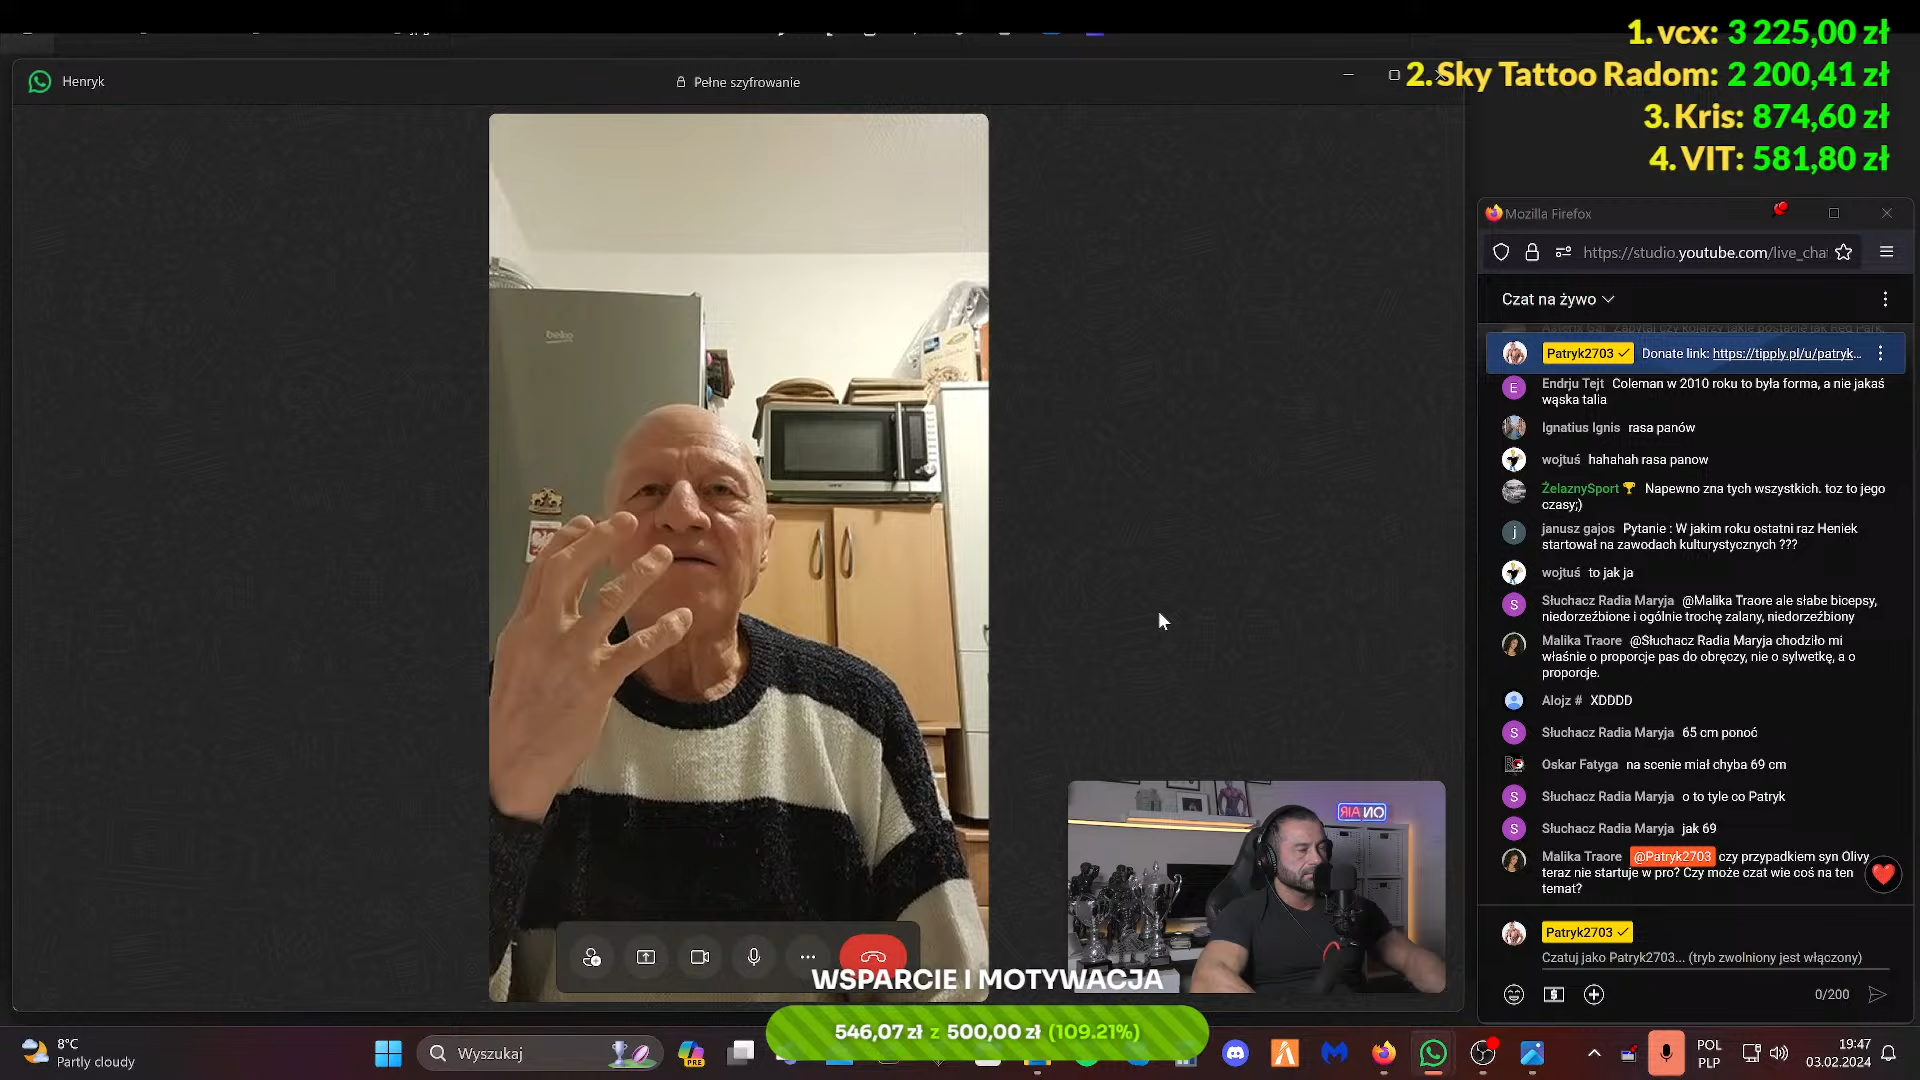 1. vcx: 3 225,00 zł
2. Sky Tattoo Radom: 2 200,41 zł
3. Kris: 874,60 zł
4. VIT: 581,80 zł
Henryk
Pełne szyfrowanie
beko
ON AIR
Mozilla Firefox
https://studio.youtube.com/live_cha
Czat na żywo
Patryk2703 Donate link: https://tipply.pl/u/patryk...
Endrju Tejt Coleman w 2010 roku to była forma, a nie jakaś
wąska talia
Ignatius Ignis rasa panów
wojtuś hahahah rasa panow
ŻelaznySport Napewno zna tych wszystkich. toz to jego
czasy;)
janusz gajos Pytanie : W jakim roku ostatni raz Heniek
startował na zawodach kulturystycznych ???
wojtuś to jak ja
Słuchacz Radia Maryja @Malika Traore ale słabe bicepsy,
niedorzeźbione i ogólnie trochę zalany, niedorzeźbiony
Malika Traore @Słuchacz Radia Maryja chodziło mi
właśnie o proporcje pas do obręczy, nie o sylwetkę, a o
proporcje.
Alojz # XDDDD
Słuchacz Radia Maryja 65 cm ponoć
Oskar Fatyga na scenie miał chyba 69 cm
Słuchacz Radia Maryja o to tyle co Patryk
Słuchacz Radia Maryja jak 69
Malika Traore @Patryk2703 czy przypadkiem syn Olivy
teraz nie startuje w pro? Czy może czat wie coś na ten
temat?
Patryk2703
Czatuj jako Patryk2703... (tryb zwolniony jest włączony)
0/200
WSPARCIE I MOTYWACJA
546,07 zł z 500,00 zł (109.21%)
8°C
Partly cloudy
Wyszukaj
PRE
POL
PLP
19:47
03.02.2024